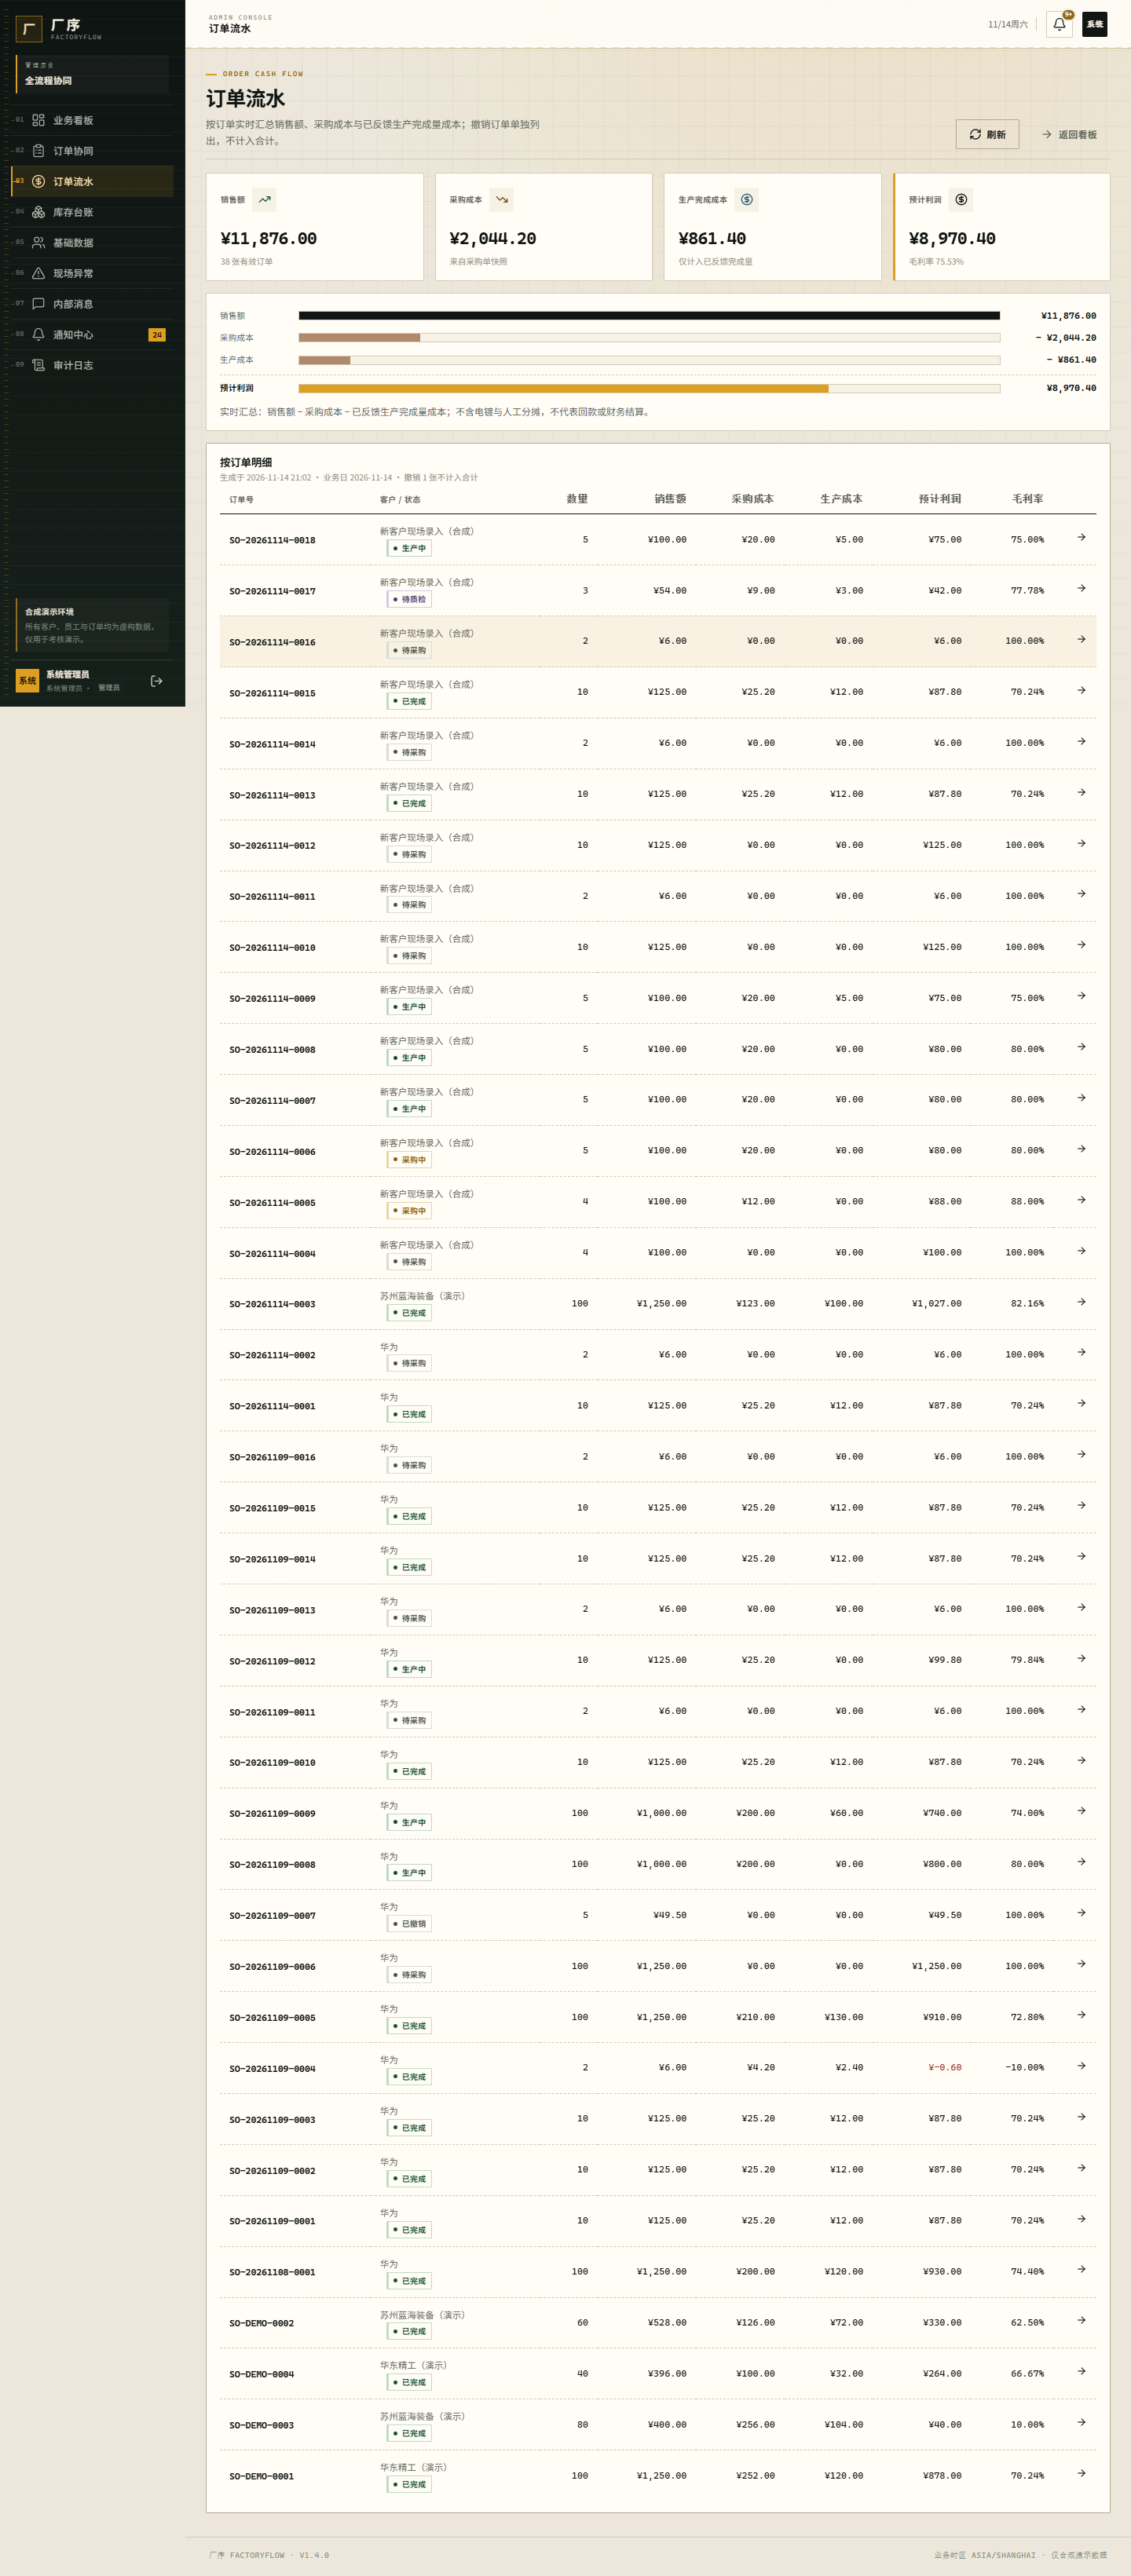 厂
厂序
FACTORYFLOW
管理后台
全流程协同
01 业务看板
02 订单协同
03 订单流水
04 库存台账
05 基础数据
06 现场异常
07 内部消息
08 通知中心 24
09 审计日志
合成演示环境
所有客户、员工与订单均为虚构数据，
仅用于考核演示。
系统 系统管理员
系统管理员 · 管理员
ADMIN CONSOLE
订单流水
11/14周六 9+ 系统
ORDER CASH FLOW
订单流水
按订单实时汇总销售额、采购成本与已反馈生产完成量成本；撤销订单单独列
出，不计入合计。
刷新 返回看板
销售额
¥11,876.00
38 张有效订单
采购成本
¥2,044.20
来自采购单快照
生产完成成本
¥861.40
仅计入已反馈完成量
预计利润
¥8,970.40
毛利率 75.53%
销售额 ¥11,876.00
采购成本 − ¥2,044.20
生产成本 − ¥861.40
预计利润 ¥8,970.40
实时汇总：销售额 − 采购成本 − 已反馈生产完成量成本；不含电镀与人工分摊，不代表回款或财务结算。
按订单明细
生成于 2026-11-14 21:02 · 业务日 2026-11-14 · 撤销 1 张不计入合计
订单号 客户 / 状态 数量 销售额 采购成本 生产成本 预计利润 毛利率
SO-20261114-0018 新客户现场录入（合成） 生产中 5 ¥100.00 ¥20.00 ¥5.00 ¥75.00 75.00%
SO-20261114-0017 新客户现场录入（合成） 待质检 3 ¥54.00 ¥9.00 ¥3.00 ¥42.00 77.78%
SO-20261114-0016 新客户现场录入（合成） 待采购 2 ¥6.00 ¥0.00 ¥0.00 ¥6.00 100.00%
SO-20261114-0015 新客户现场录入（合成） 已完成 10 ¥125.00 ¥25.20 ¥12.00 ¥87.80 70.24%
SO-20261114-0014 新客户现场录入（合成） 待采购 2 ¥6.00 ¥0.00 ¥0.00 ¥6.00 100.00%
SO-20261114-0013 新客户现场录入（合成） 已完成 10 ¥125.00 ¥25.20 ¥12.00 ¥87.80 70.24%
SO-20261114-0012 新客户现场录入（合成） 待采购 10 ¥125.00 ¥0.00 ¥0.00 ¥125.00 100.00%
SO-20261114-0011 新客户现场录入（合成） 待采购 2 ¥6.00 ¥0.00 ¥0.00 ¥6.00 100.00%
SO-20261114-0010 新客户现场录入（合成） 待采购 10 ¥125.00 ¥0.00 ¥0.00 ¥125.00 100.00%
SO-20261114-0009 新客户现场录入（合成） 生产中 5 ¥100.00 ¥20.00 ¥5.00 ¥75.00 75.00%
SO-20261114-0008 新客户现场录入（合成） 生产中 5 ¥100.00 ¥20.00 ¥0.00 ¥80.00 80.00%
SO-20261114-0007 新客户现场录入（合成） 生产中 5 ¥100.00 ¥20.00 ¥0.00 ¥80.00 80.00%
SO-20261114-0006 新客户现场录入（合成） 采购中 5 ¥100.00 ¥20.00 ¥0.00 ¥80.00 80.00%
SO-20261114-0005 新客户现场录入（合成） 采购中 4 ¥100.00 ¥12.00 ¥0.00 ¥88.00 88.00%
SO-20261114-0004 新客户现场录入（合成） 待采购 4 ¥100.00 ¥0.00 ¥0.00 ¥100.00 100.00%
SO-20261114-0003 苏州蓝海装备（演示） 已完成 100 ¥1,250.00 ¥123.00 ¥100.00 ¥1,027.00 82.16%
SO-20261114-0002 华为 待采购 2 ¥6.00 ¥0.00 ¥0.00 ¥6.00 100.00%
SO-20261114-0001 华为 已完成 10 ¥125.00 ¥25.20 ¥12.00 ¥87.80 70.24%
SO-20261109-0016 华为 待采购 2 ¥6.00 ¥0.00 ¥0.00 ¥6.00 100.00%
SO-20261109-0015 华为 已完成 10 ¥125.00 ¥25.20 ¥12.00 ¥87.80 70.24%
SO-20261109-0014 华为 已完成 10 ¥125.00 ¥25.20 ¥12.00 ¥87.80 70.24%
SO-20261109-0013 华为 待采购 2 ¥6.00 ¥0.00 ¥0.00 ¥6.00 100.00%
SO-20261109-0012 华为 生产中 10 ¥125.00 ¥25.20 ¥0.00 ¥99.80 79.84%
SO-20261109-0011 华为 待采购 2 ¥6.00 ¥0.00 ¥0.00 ¥6.00 100.00%
SO-20261109-0010 华为 已完成 10 ¥125.00 ¥25.20 ¥12.00 ¥87.80 70.24%
SO-20261109-0009 华为 生产中 100 ¥1,000.00 ¥200.00 ¥60.00 ¥740.00 74.00%
SO-20261109-0008 华为 生产中 100 ¥1,000.00 ¥200.00 ¥0.00 ¥800.00 80.00%
SO-20261109-0007 华为 已撤销 5 ¥49.50 ¥0.00 ¥0.00 ¥49.50 100.00%
SO-20261109-0006 华为 待采购 100 ¥1,250.00 ¥0.00 ¥0.00 ¥1,250.00 100.00%
SO-20261109-0005 华为 已完成 100 ¥1,250.00 ¥210.00 ¥130.00 ¥910.00 72.80%
SO-20261109-0004 华为 已完成 2 ¥6.00 ¥4.20 ¥2.40 ¥-0.60 -10.00%
SO-20261109-0003 华为 已完成 10 ¥125.00 ¥25.20 ¥12.00 ¥87.80 70.24%
SO-20261109-0002 华为 已完成 10 ¥125.00 ¥25.20 ¥12.00 ¥87.80 70.24%
SO-20261109-0001 华为 已完成 10 ¥125.00 ¥25.20 ¥12.00 ¥87.80 70.24%
SO-20261108-0001 华为 已完成 100 ¥1,250.00 ¥200.00 ¥120.00 ¥930.00 74.40%
SO-DEMO-0002 苏州蓝海装备（演示） 已完成 60 ¥528.00 ¥126.00 ¥72.00 ¥330.00 62.50%
SO-DEMO-0004 华东精工（演示） 已完成 40 ¥396.00 ¥100.00 ¥32.00 ¥264.00 66.67%
SO-DEMO-0003 苏州蓝海装备（演示） 已完成 80 ¥400.00 ¥256.00 ¥104.00 ¥40.00 10.00%
SO-DEMO-0001 华东精工（演示） 已完成 100 ¥1,250.00 ¥252.00 ¥120.00 ¥878.00 70.24%
厂序 FACTORYFLOW · V1.4.0 业务时区 ASIA/SHANGHAI · 仅合成演示数据